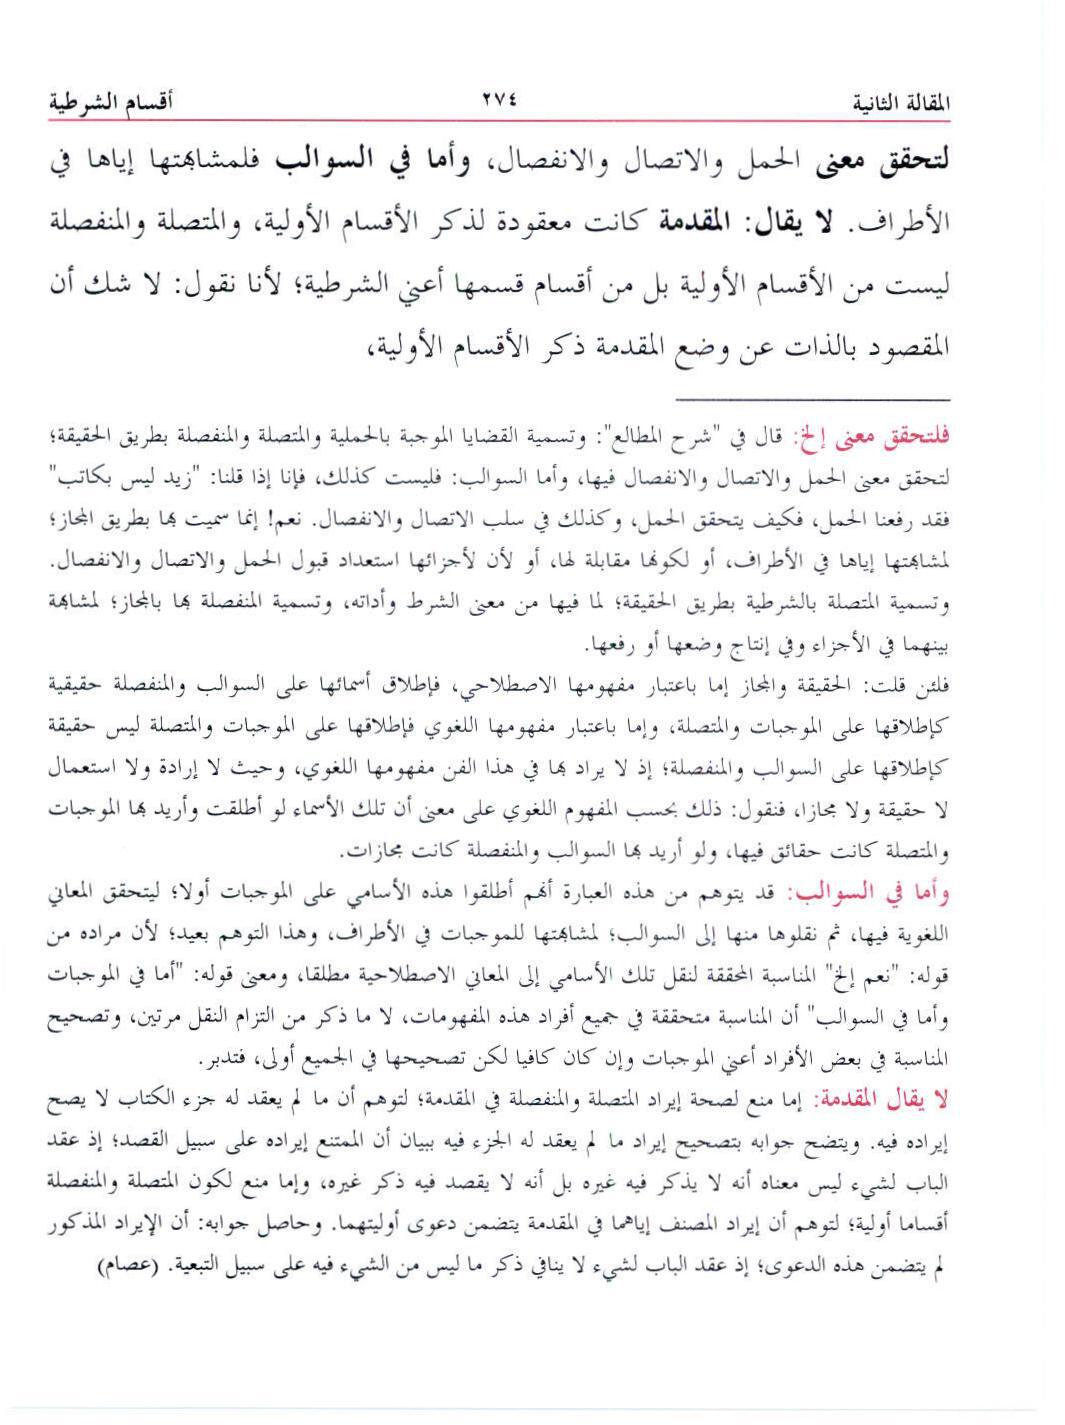 المقالة الثانية ٢٧٤ أقسام الشرطية
لتحقق معنى الحمل والاتصال والانفصال، وأما في السوالب فلمشابهتها إياها في
الأطراف. لا يقال: المقدمة كانت معقودة لذكر الأقسام الأولية، والمتصلة والمنفصلة
ليست من الأقسام الأولية بل من أقسام قسمها أعني الشرطية؛ لأنا نقول: لا شك أن
المقصود بالذات عن وضع المقدمة ذكر الأقسام الأولية،
فلتحقق معنى إلخ: قال في "شرح المطالع": وتسمية القضايا الموجبة بالحملية والمتصلة والمنفصلة بطريق الحقيقة؛
لتحقق معنى الحمل والاتصال والانفصال فيها، وأما السوالب: فليست كذلك، فإنا إذا قلنا: "زيد ليس بكاتب"
فقد رفعنا الحمل، فكيف يتحقق الحمل، وكذلك في سلب الاتصال والانفصال. نعم! إنما سميت بها بطريق المجاز؛
لمشابهتها إياها في الأطراف، أو لكونها مقابلة لها، أو لأن لأجزائها استعداد قبول الحمل والاتصال والانفصال.
وتسمية المتصلة بالشرطية بطريق الحقيقة؛ لما فيها من معنى الشرط وأداته، وتسمية المنفصلة بها بالمجاز؛ لمشابهة
بينهما في الأجزاء وفي إنتاج وضعها أو رفعها.
فلئن قلت: الحقيقة والمجاز إما باعتبار مفهومها الاصطلاحي، فإطلاق أسمائها على السوالب والمنفصلة حقيقية
كإطلاقها على الموجبات والمتصلة، وإما باعتبار مفهومها اللغوي فإطلاقها على الموجبات والمتصلة ليس حقيقة
كإطلاقها على السوالب والمنفصلة؛ إذ لا يراد بها في هذا الفن مفهومها اللغوي، وحيث لا إرادة ولا استعمال
لا حقيقة ولا مجازا، فنقول: ذلك بحسب المفهوم اللغوي على معنى أن تلك الأسماء لو أطلقت وأريد بها الموجبات
والمتصلة كانت حقائق فيها، ولو أريد بها السوالب والمنفصلة كانت مجازات.
وأما في السوالب: قد يتوهم من هذه العبارة أنهم أطلقوا هذه الأسامي على الموجبات أولا؛ ليتحقق المعاني
اللغوية فيها، ثم نقلوها منها إلى السوالب؛ لمشابهتها للموجبات في الأطراف، وهذا التوهم بعيد؛ لأن مراده من
قوله: "نعم إلخ" المناسبة المحققة لنقل تلك الأسامي إلى المعاني الاصطلاحية مطلقا، ومعنى قوله: "أما في الموجبات
وأما في السوالب" أن المناسبة متحققة في جميع أفراد هذه المفهومات، لا ما ذكر من التزام النقل مرتين، وتصحيح
المناسبة في بعض الأفراد أعني الموجبات وإن كان كافيا لكن تصحيحها في الجميع أولى، فتدبر.
لا يقال المقدمة: إما منع لصحة إيراد المتصلة والمنفصلة في المقدمة؛ لتوهم أن ما لم يعقد له جزء الكتاب لا يصح
إيراده فيه. ويتضح جوابه بتصحيح إيراد ما لم يعقد له الجزء فيه ببيان أن الممتنع إيراده على سبيل القصد؛ إذ عقد
الباب لشيء ليس معناه أنه لا يذكر فيه غيره بل أنه لا يقصد فيه ذكر غيره، وإما منع لكون المتصلة والمنفصلة
أقساما أولية؛ لتوهم أن إيراد المصنف إياهما في المقدمة يتضمن دعوى أوليتهما. وحاصل جوابه: أن الإيراد المذكور
لم يتضمن هذه الدعوى؛ إذ عقد الباب لشيء لا ينافي ذكر ما ليس من الشيء فيه على سبيل التبعية. (عصام)